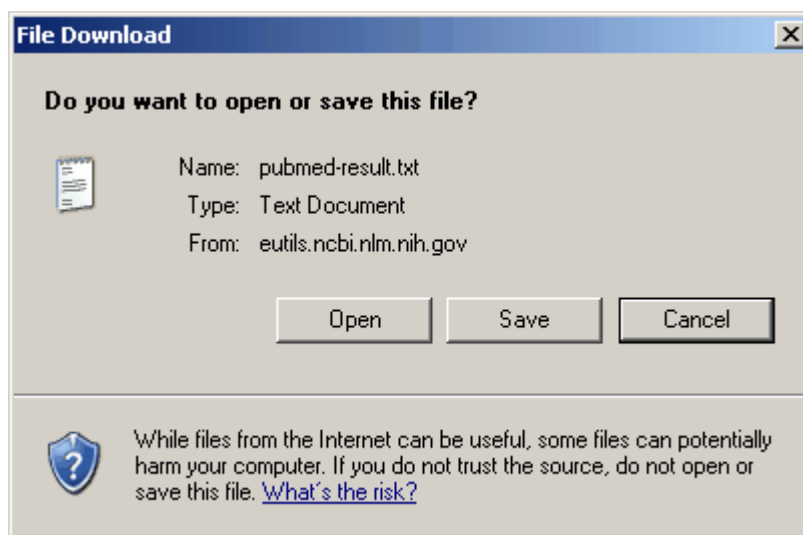 File Download
Do you want to open or save this file?
Name: pubmed-result.txt
Type: Text Document
From: eutils.ncbi.nlm.nih.gov
Open Save Cancel
While files from the Internet can be useful, some files can potentially
harm your computer. If you do not trust the source, do not open or
save this file. What's the risk?